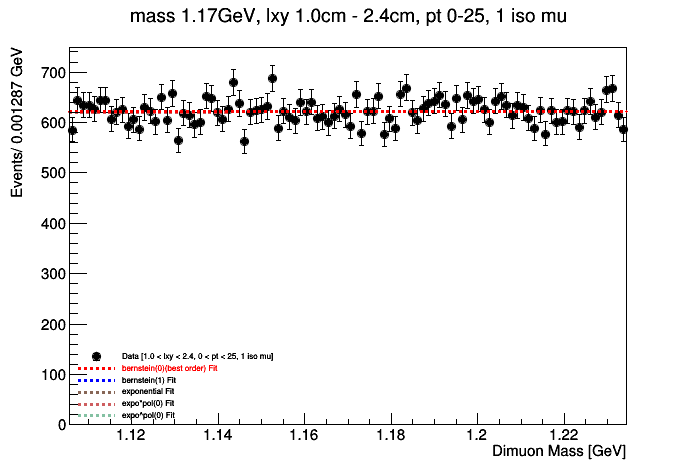 mass 1.17GeV, lxy 1.0cm - 2.4cm, pt 0-25, 1 iso mu
Events/ 0.001287 GeV
700
600
500
400
300
200
100
0
Data [1.0 < lxy < 2.4, 0 < pt < 25, 1 iso mu]
bernstein(0)(best order) Fit
bernstein(1) Fit
exponential Fit
expo*pol(0) Fit
expo^pol(0) Fit
1.12 1.14 1.16 1.18 1.2 1.22
Dimuon Mass [GeV]